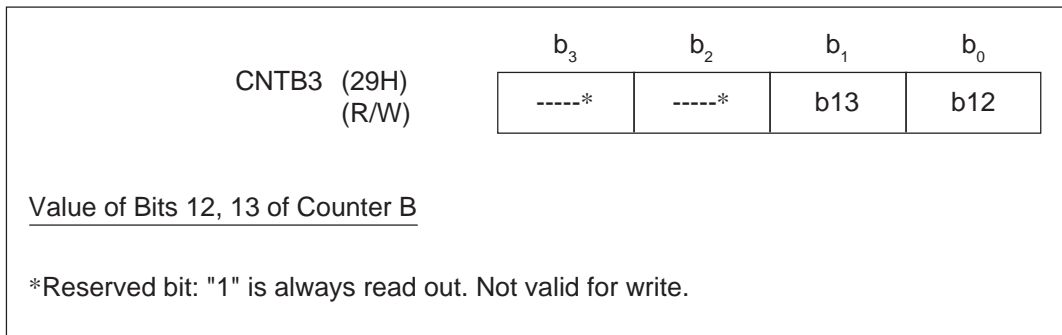 b3 b2 b1 b0
CNTB3 (29H) -----* -----* b13 b12
(R/W)
Value of Bits 12, 13 of Counter B
*Reserved bit: "1" is always read out. Not valid for write.